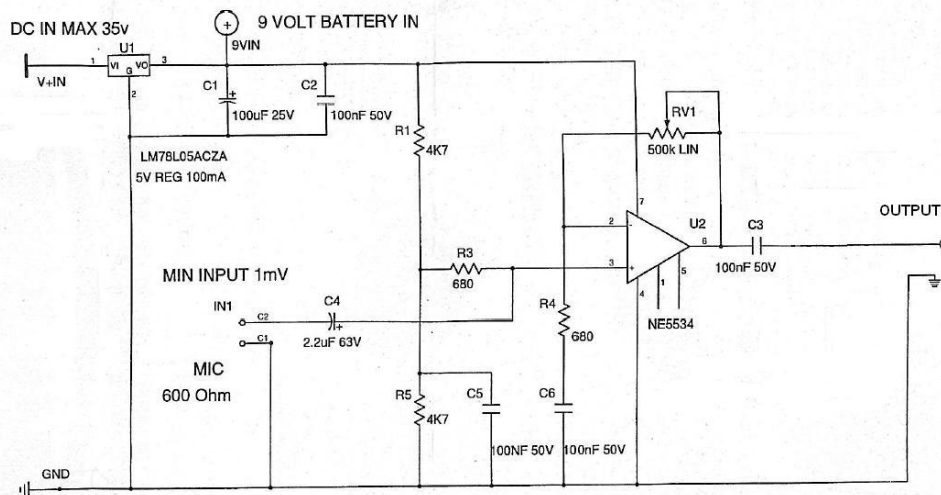 9 VOLT BATTERY IN
DC IN MAX 35v
U1
9VIN
1
VI
VO
3
G
V+IN
2
C1
+
100uF 25V
C2
100nF 50V
R1
4K7
RV1
500k LIN
LM78L05ACZA
5V REG 100mA
7
2
-
U2
6
C3
100nF 50V
OUTPUT
R3
680
3
+
5
1
4
NE5534
MIN INPUT 1mV
IN1
C2
C4
+
2.2uF 63V
C1
R4
680
MIC
600 Ohm
R5
4K7
C5
100NF 50V
C6
100nF 50V
GND